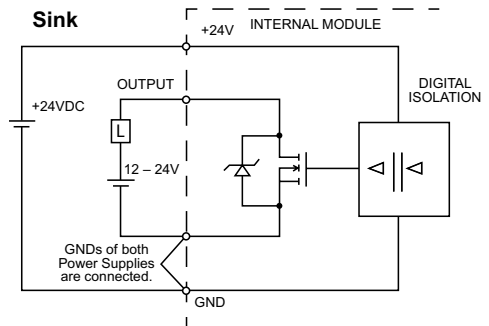 Sink
+24V
INTERNAL MODULE
OUTPUT
DIGITAL
ISOLATION
+24VDC
L
12 – 24V
GNDs of both
Power Supplies
are connected.
GND